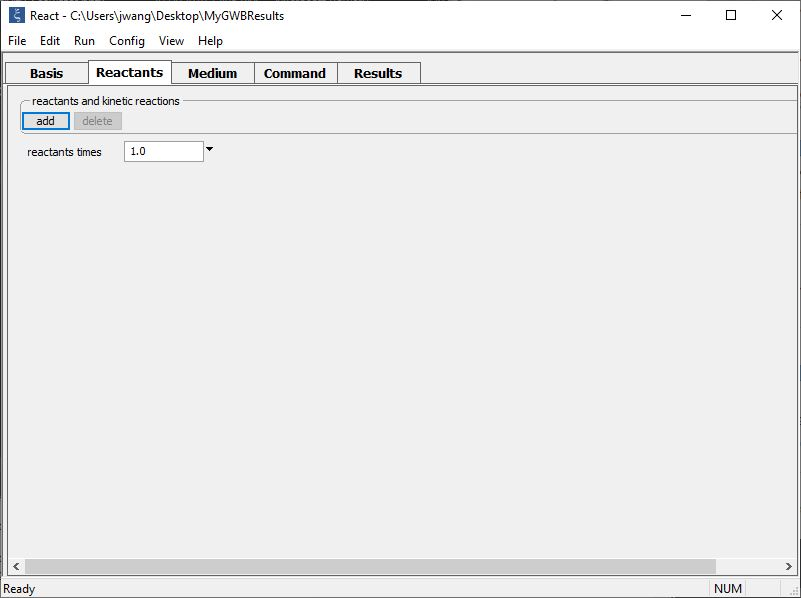 React - C:\Users\jwang\Desktop\MyGWBResults
File Edit Run Config View Help
Basis Reactants Medium Command Results
reactants and kinetic reactions
add delete
reactants times 1.0
Ready NUM